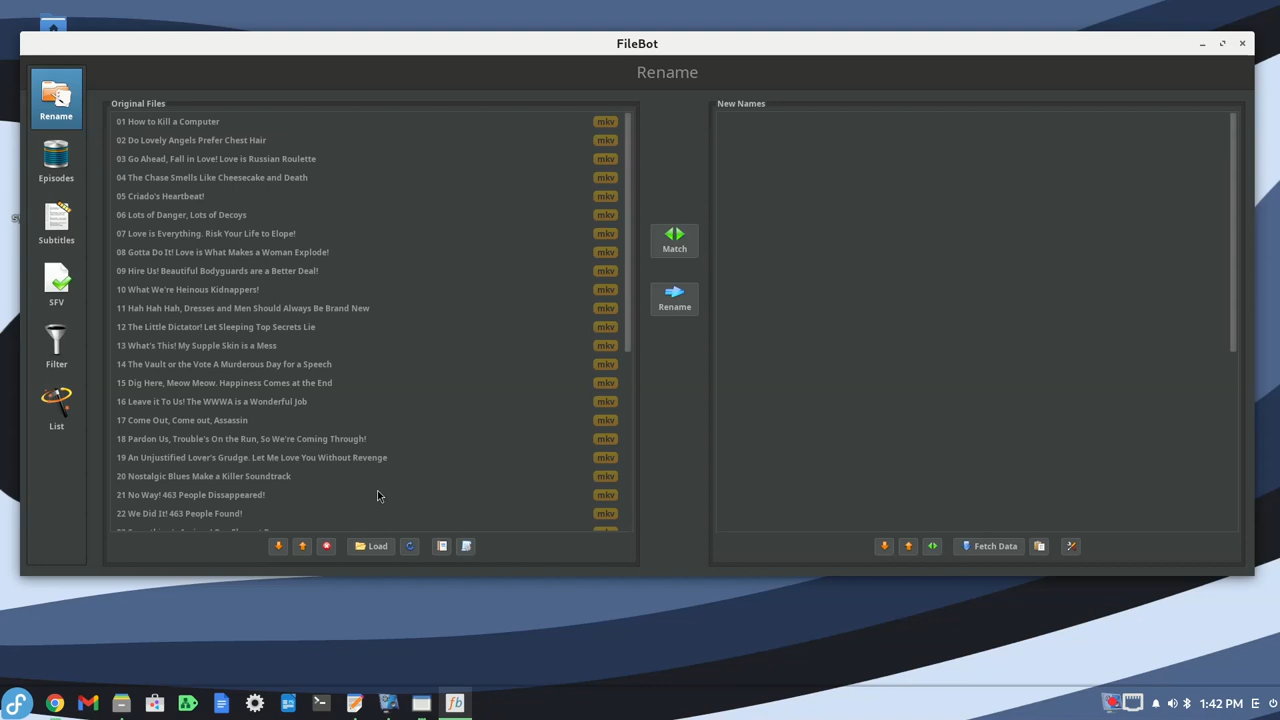 FileBot
Rename
Rename
Episodes
Subtitles
SFV
Filter
List
Original Files
01 How to Kill a Computer mkv
02 Do Lovely Angels Prefer Chest Hair mkv
03 Go Ahead, Fall in Love! Love is Russian Roulette mkv
04 The Chase Smells Like Cheesecake and Death mkv
05 Criado's Heartbeat! mkv
06 Lots of Danger, Lots of Decoys mkv
07 Love is Everything. Risk Your Life to Elope! mkv
08 Gotta Do It! Love is What Makes a Woman Explode! mkv
09 Hire Us! Beautiful Bodyguards are a Better Deal! mkv
10 What We're Heinous Kidnappers! mkv
11 Hah Hah Hah, Dresses and Men Should Always Be Brand New mkv
12 The Little Dictator! Let Sleeping Top Secrets Lie mkv
13 What's This! My Supple Skin is a Mess mkv
14 The Vault or the Vote A Murderous Day for a Speech mkv
15 Dig Here, Meow Meow. Happiness Comes at the End mkv
16 Leave it To Us! The WWWA is a Wonderful Job mkv
17 Come Out, Come out, Assassin mkv
18 Pardon Us, Trouble's On the Run, So We're Coming Through! mkv
19 An Unjustified Lover's Grudge. Let Me Love You Without Revenge mkv
20 Nostalgic Blues Make a Killer Soundtrack mkv
21 No Way! 463 People Dissappeared! mkv
22 We Did It! 463 People Found! mkv
Load
Match
Rename
New Names
Fetch Data
fb
1:42 PM